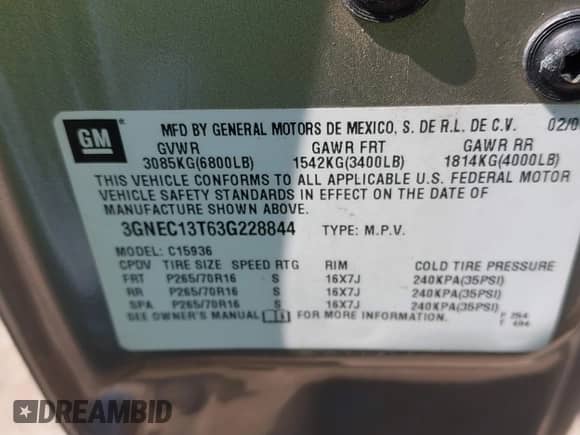 GM
MFD BY GENERAL MOTORS DE MEXICO, S. DE R.L. DE C.V. 02/0
GVWR GAWR FRT GAWR RR
3085KG(6800LB) 1542KG(3400LB) 1814KG(4000LB)
THIS VEHICLE CONFORMS TO ALL APPLICABLE U.S. FEDERAL MOTOR
VEHICLE SAFETY STANDARDS IN EFFECT ON THE DATE OF
MANUFACTURE SHOWN ABOVE.
3GNEC13T63G228844 TYPE: M.P.V.
MODEL: C15936
CPDV TIRE SIZE SPEED RTG RIM COLD TIRE PRESSURE
FRT P265/70R16 S 16X7J 240KPA(35PSI)
RR P265/70R16 S 16X7J 240KPA(35PSI)
SPA P265/70R16 S 16X7J 240KPA(35PSI)
SEE OWNER'S MANUAL FOR MORE INFORMATION.
DREAMBID